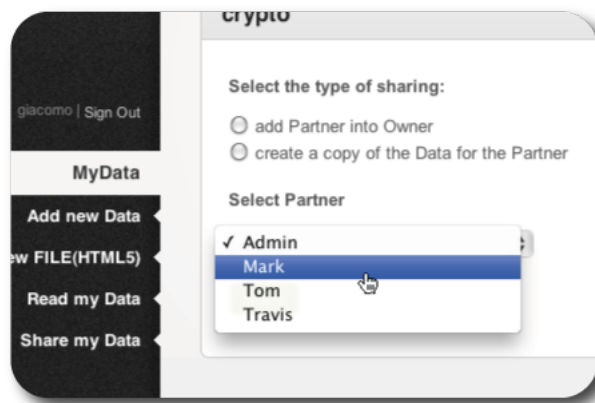 crypto
Select the type of sharing:
giacomo | Sign Out
add Partner into Owner
create a copy of the Data for the Partner
MyData
Select Partner
Add new Data
✓ Admin
ew FILE(HTML5)
Mark
Tom
Read my Data
Travis
Share my Data